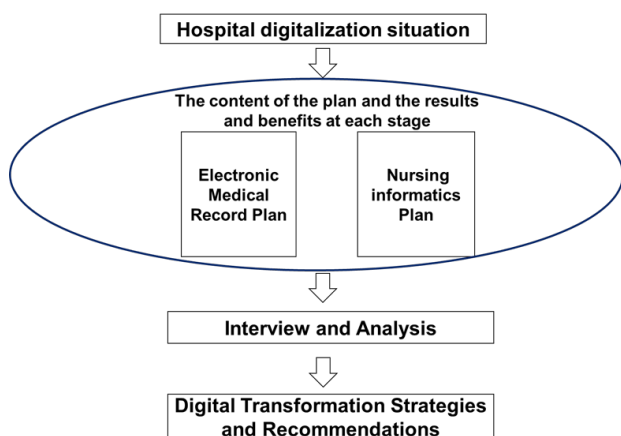 Hospital digitalization situation
The content of the plan and the results
and benefits at each stage
Electronic
Medical
Record Plan
Nursing
informatics
Plan
Interview and Analysis
Digital Transformation Strategies
and Recommendations